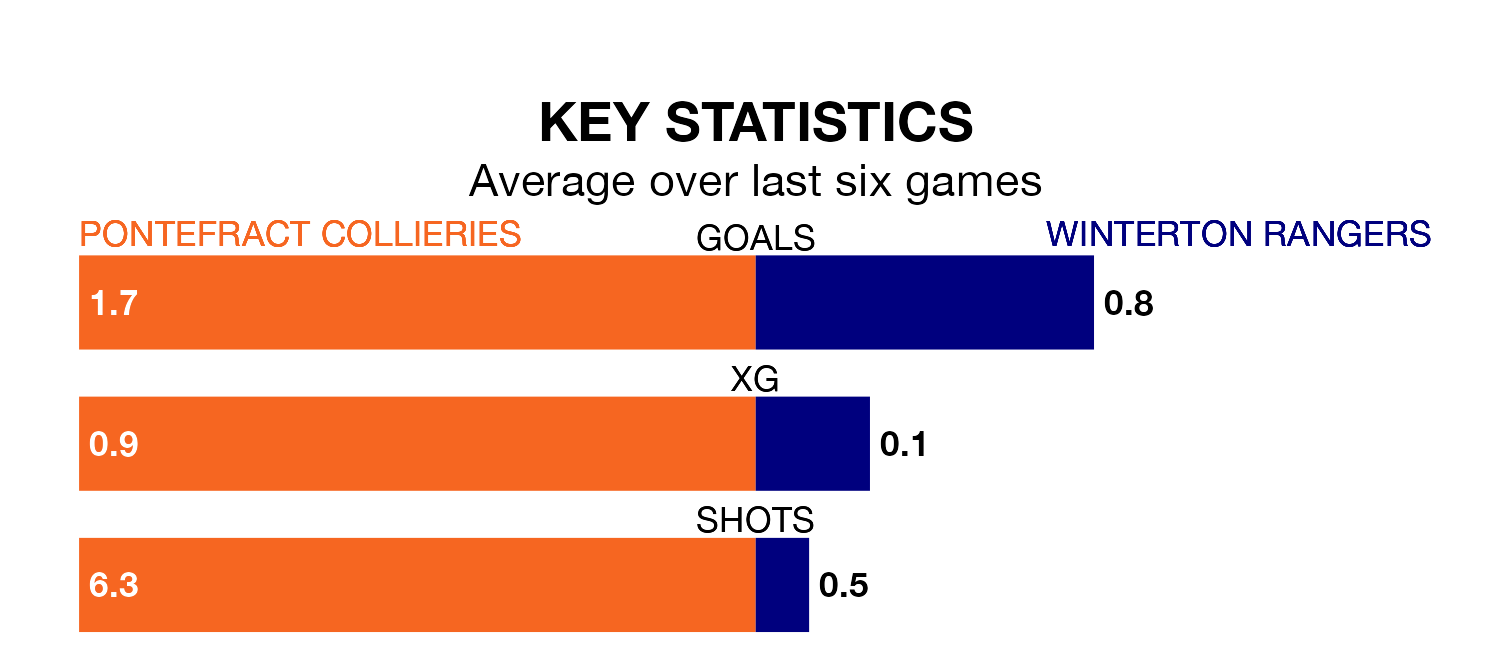 KEY STATISTICS
Average over last six games
PONTEFRACT COLLIERIES GOALS WINTERTON RANGERS
1.7 0.8
XG
0.9 0.1
SHOTS
6.3 0.5